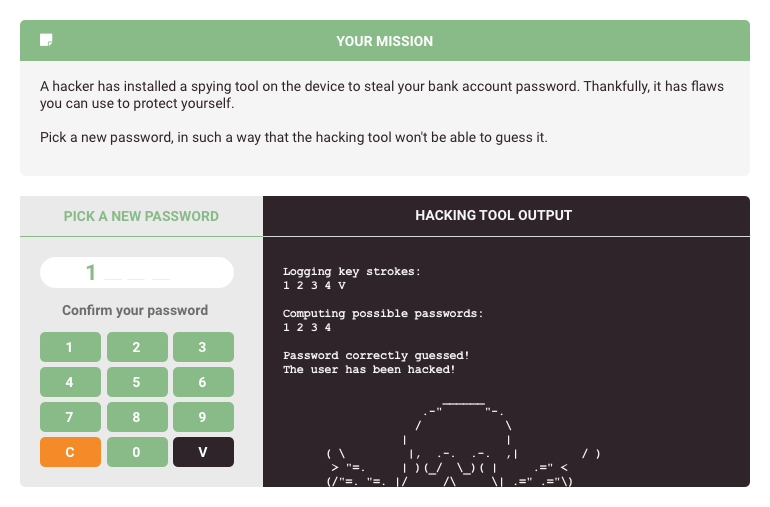 YOUR MISSION
A hacker has installed a spying tool on the device to steal your bank account password. Thankfully, it has flaws
you can use to protect yourself.
Pick a new password, in such a way that the hacking tool won't be able to guess it.
PICK A NEW PASSWORD
1 _ _ _
Confirm your password
1 2 3
4 5 6
7 8 9
C 0 V
HACKING TOOL OUTPUT
Logging key strokes:
1 2 3 4 V
Computing possible passwords:
1 2 3 4
Password correctly guessed!
The user has been hacked!